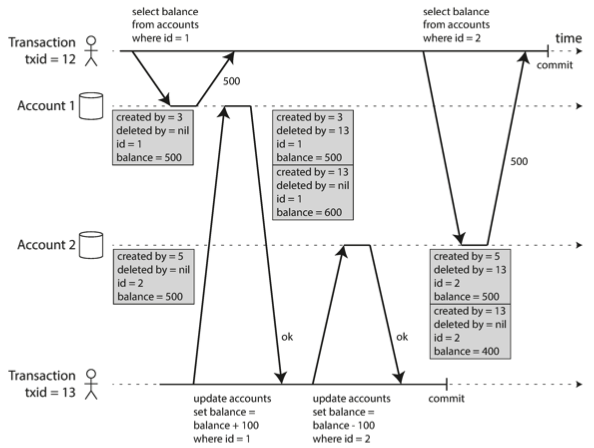 select balance
from accounts
where id = 1
select balance
from accounts
where id = 2
time
Transaction
txid = 12
commit
500
Account 1
created by = 3
deleted by = nil
id = 1
balance = 500
created by = 3
deleted by = 13
id = 1
balance = 500
created by = 13
deleted by = nil
id = 1
balance = 600
500
Account 2
created by = 5
deleted by = nil
id = 2
balance = 500
created by = 5
deleted by = 13
id = 2
balance = 500
created by = 13
deleted by = nil
id = 2
balance = 400
ok
ok
Transaction
txid = 13
update accounts
set balance =
balance + 100
where id = 1
update accounts
set balance =
balance - 100
where id = 2
commit